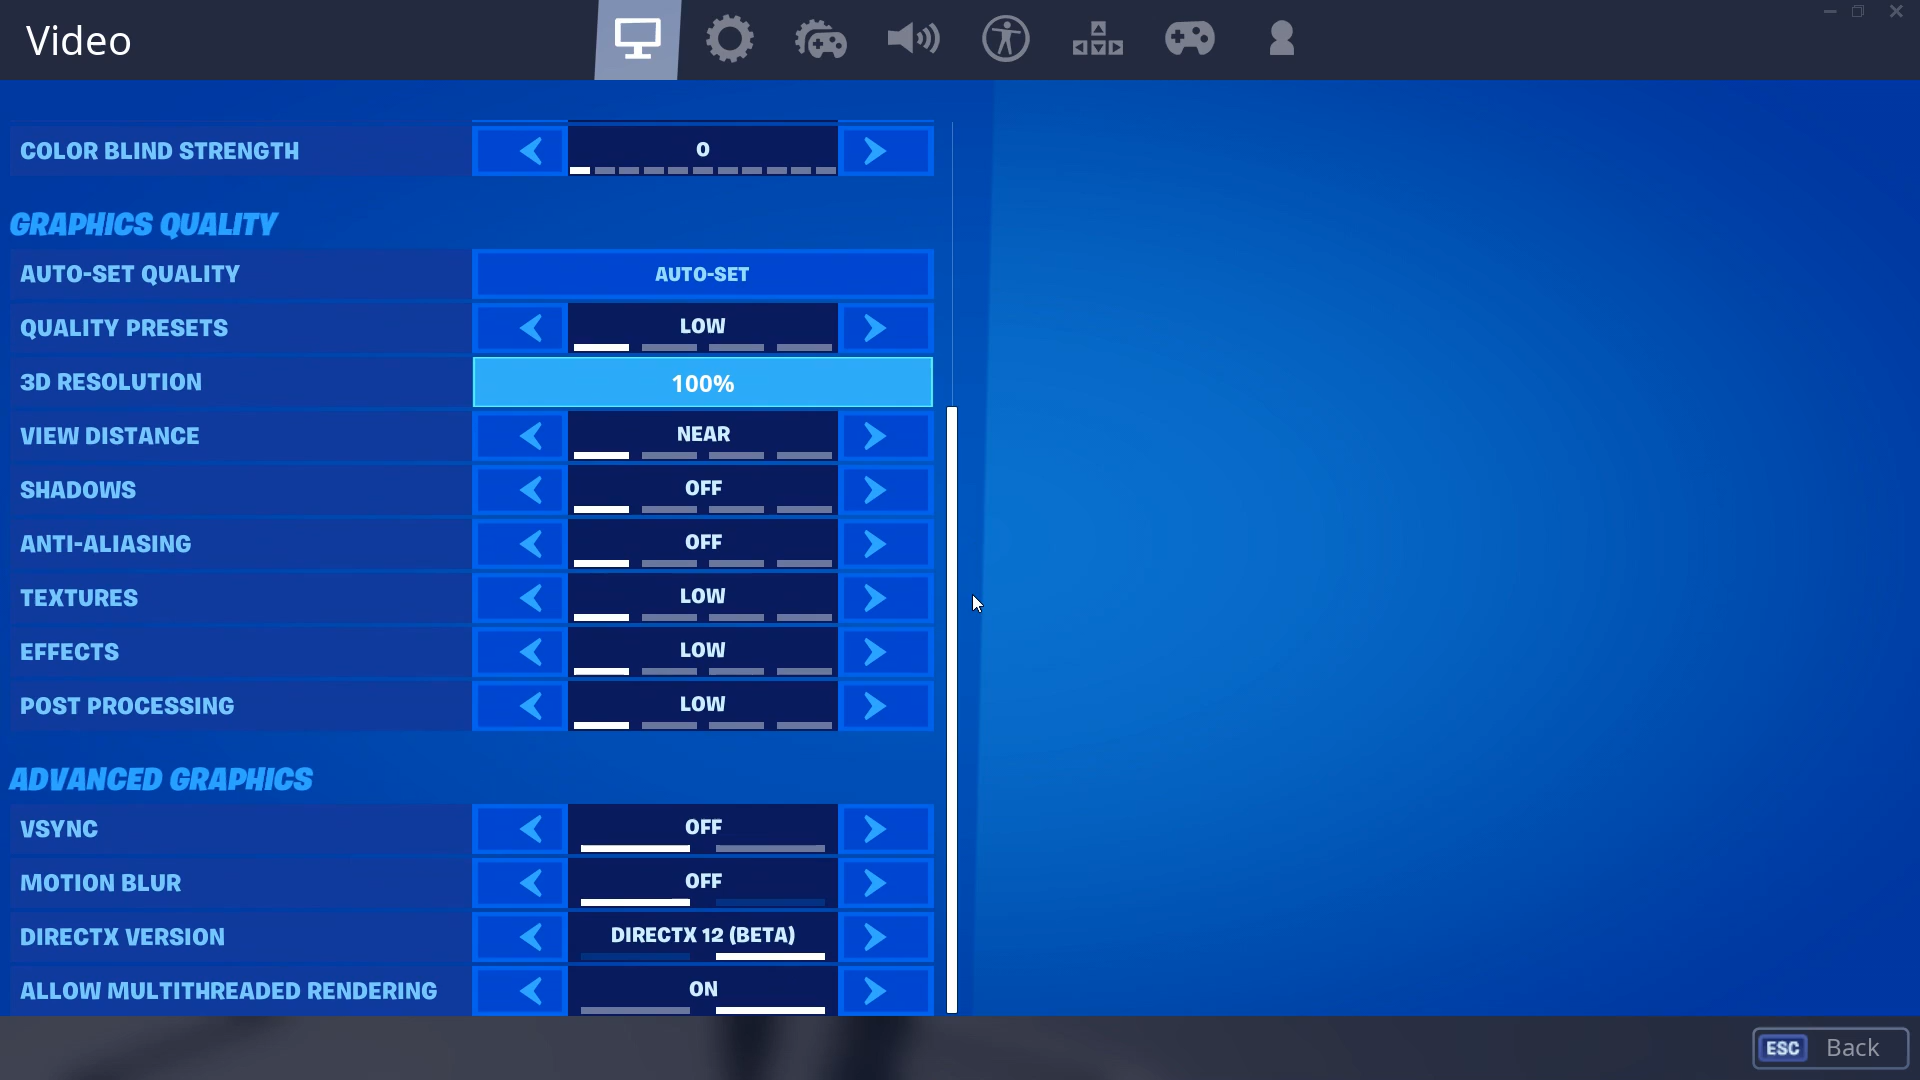 Video
COLOR BLIND STRENGTH
0
GRAPHICS QUALITY
AUTO-SET QUALITY
AUTO-SET
QUALITY PRESETS
LOW
3D RESOLUTION
100%
VIEW DISTANCE
NEAR
SHADOWS
OFF
ANTI-ALIASING
OFF
TEXTURES
LOW
EFFECTS
LOW
POST PROCESSING
LOW
ADVANCED GRAPHICS
VSYNC
OFF
MOTION BLUR
OFF
DIRECTX VERSION
DIRECTX 12 (BETA)
ALLOW MULTITHREADED RENDERING
ON
ESC Back